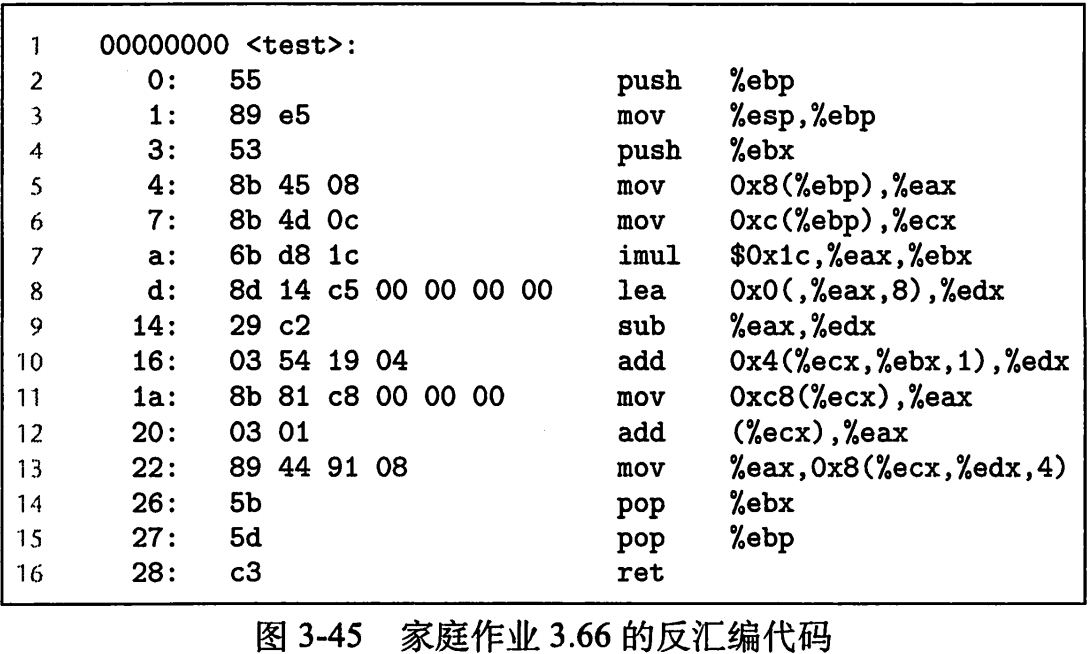 1 00000000 <test>:
2 0: 55 push %ebp
3 1: 89 e5 mov %esp,%ebp
4 3: 53 push %ebx
5 4: 8b 45 08 mov 0x8(%ebp),%eax
6 7: 8b 4d 0c mov 0xc(%ebp),%ecx
7 a: 6b d8 1c imul $0x1c,%eax,%ebx
8 d: 8d 14 c5 00 00 00 00 lea 0x0(,%eax,8),%edx
9 14: 29 c2 sub %eax,%edx
10 16: 03 54 19 04 add 0x4(%ecx,%ebx,1),%edx
11 1a: 8b 81 c8 00 00 00 mov 0xc8(%ecx),%eax
12 20: 03 01 add (%ecx),%eax
13 22: 89 44 91 08 mov %eax,0x8(%ecx,%edx,4)
14 26: 5b pop %ebx
15 27: 5d pop %ebp
16 28: c3 ret
图 3-45 家庭作业 3.66 的反汇编代码